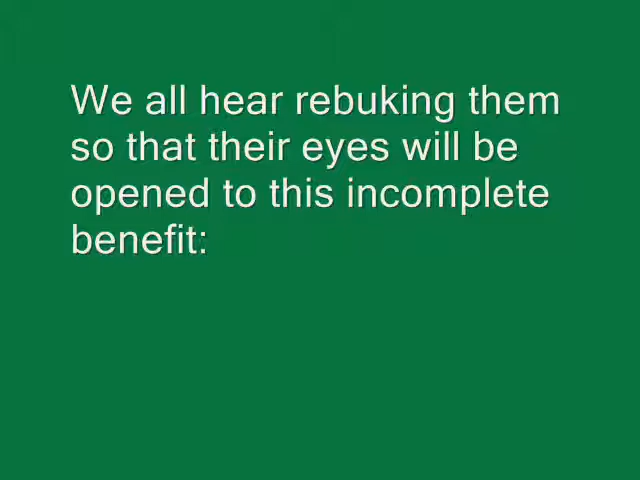 We all hear rebuking them
so that their eyes will be
opened to this incomplete
benefit: